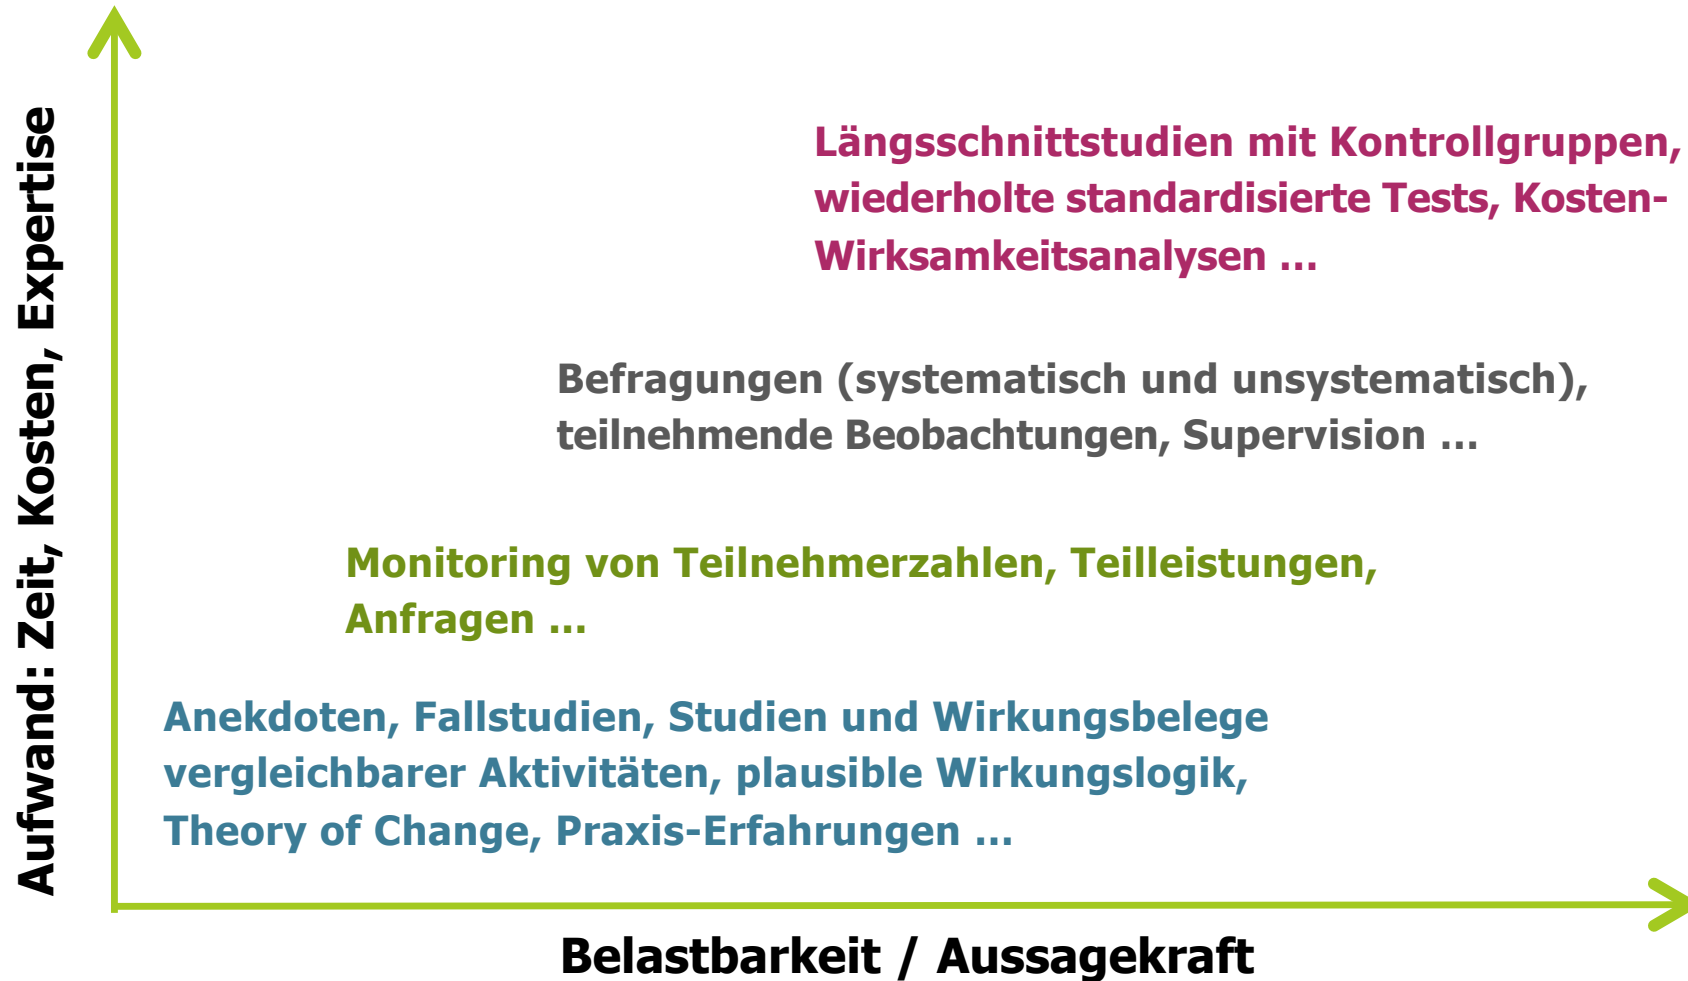 Aufwand: Zeit, Kosten, Expertise
Längsschnittstudien mit Kontrollgruppen,
wiederholte standardisierte Tests, Kosten-
Wirksamkeitsanalysen ...
Befragungen (systematisch und unsystematisch),
teilnehmende Beobachtungen, Supervision ...
Monitoring von Teilnehmerzahlen, Teilleistungen,
Anfragen ...
Anekdoten, Fallstudien, Studien und Wirkungsbelege
vergleichbarer Aktivitäten, plausible Wirkungslogik,
Theory of Change, Praxis-Erfahrungen ...
Belastbarkeit / Aussagekraft